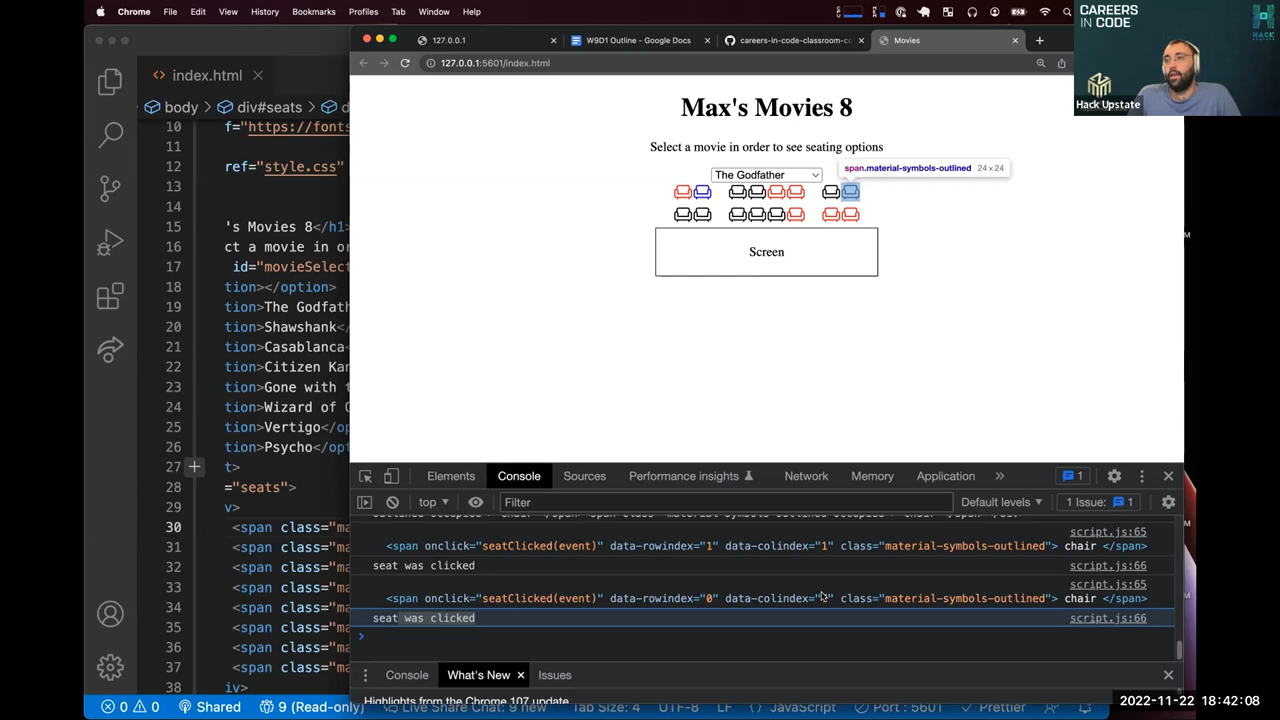 Chrome File Edit View History Bookmarks Profiles Tab Window Help
CAREERS
IN CODE
HACK
UPSTATE
Hack Upstate
index.html
127.0.0.1
W9D1 Outline - Google Docs
careers-in-code-classroom-co
Movies
127.0.0.1:5601/index.html
body
div#seats
Max's Movies 8
Select a movie in order to see seating options
The Godfather
span.material-symbols-outlined 24×24
Screen
10 f="https://fonts
11
12 ref="style.css"
13
14
15 's Movies 8</h1>
16 ct a movie in or
17 id="movieSelect
18 tion></option>
19 tion>The Godfath
20 tion>Shawshank</
21 tion>Casablanca<
22 tion>Citizen Kan
23 tion>Gone with t
24 tion>Wizard of O
25 tion>Vertigo</op
26 tion>Psycho</opt
27 t>
28 ="seats">
29 v>
30 <span class="ma
31 <span class="ma
32 <span class="ma
33 <span class="ma
34 <span class="ma
35 <span class="ma
36 <span class="ma
37 <span class="ma
38 iv>
Elements Console Sources Performance insights Network Memory Application 1
top Filter Default levels 1 Issue: 1
script.js:65
<span onclick="seatClicked(event)" data-rowindex="1" data-colindex="1" class="material-symbols-outlined"> chair </span>
seat was clicked script.js:66
script.js:65
<span onclick="seatClicked(event)" data-rowindex="0" data-colindex=" " class="material-symbols-outlined"> chair </span>
seat was clicked script.js:66
Console What's New Issues
Highlights from the Chrome 107 update
0 0 Shared 9 (Read-only) Live Share Chat: 9 new Tab Size: 4 UTF-8 LF JavaScript Port : 5601 Prettier
2022-11-22 18:42:08